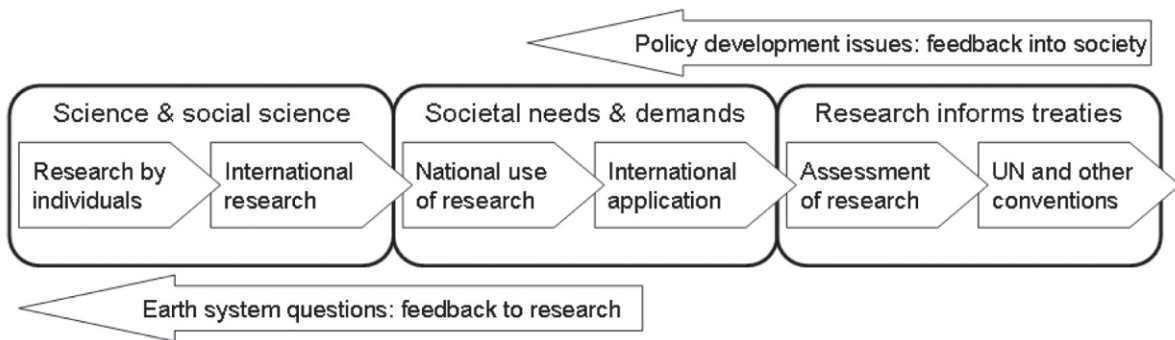 Policy development issues: feedback into society
Science & social science
Societal needs & demands
Research informs treaties
Research by
individuals
International
research
National use
of research
International
application
Assessment
of research
UN and other
conventions
Earth system questions: feedback to research